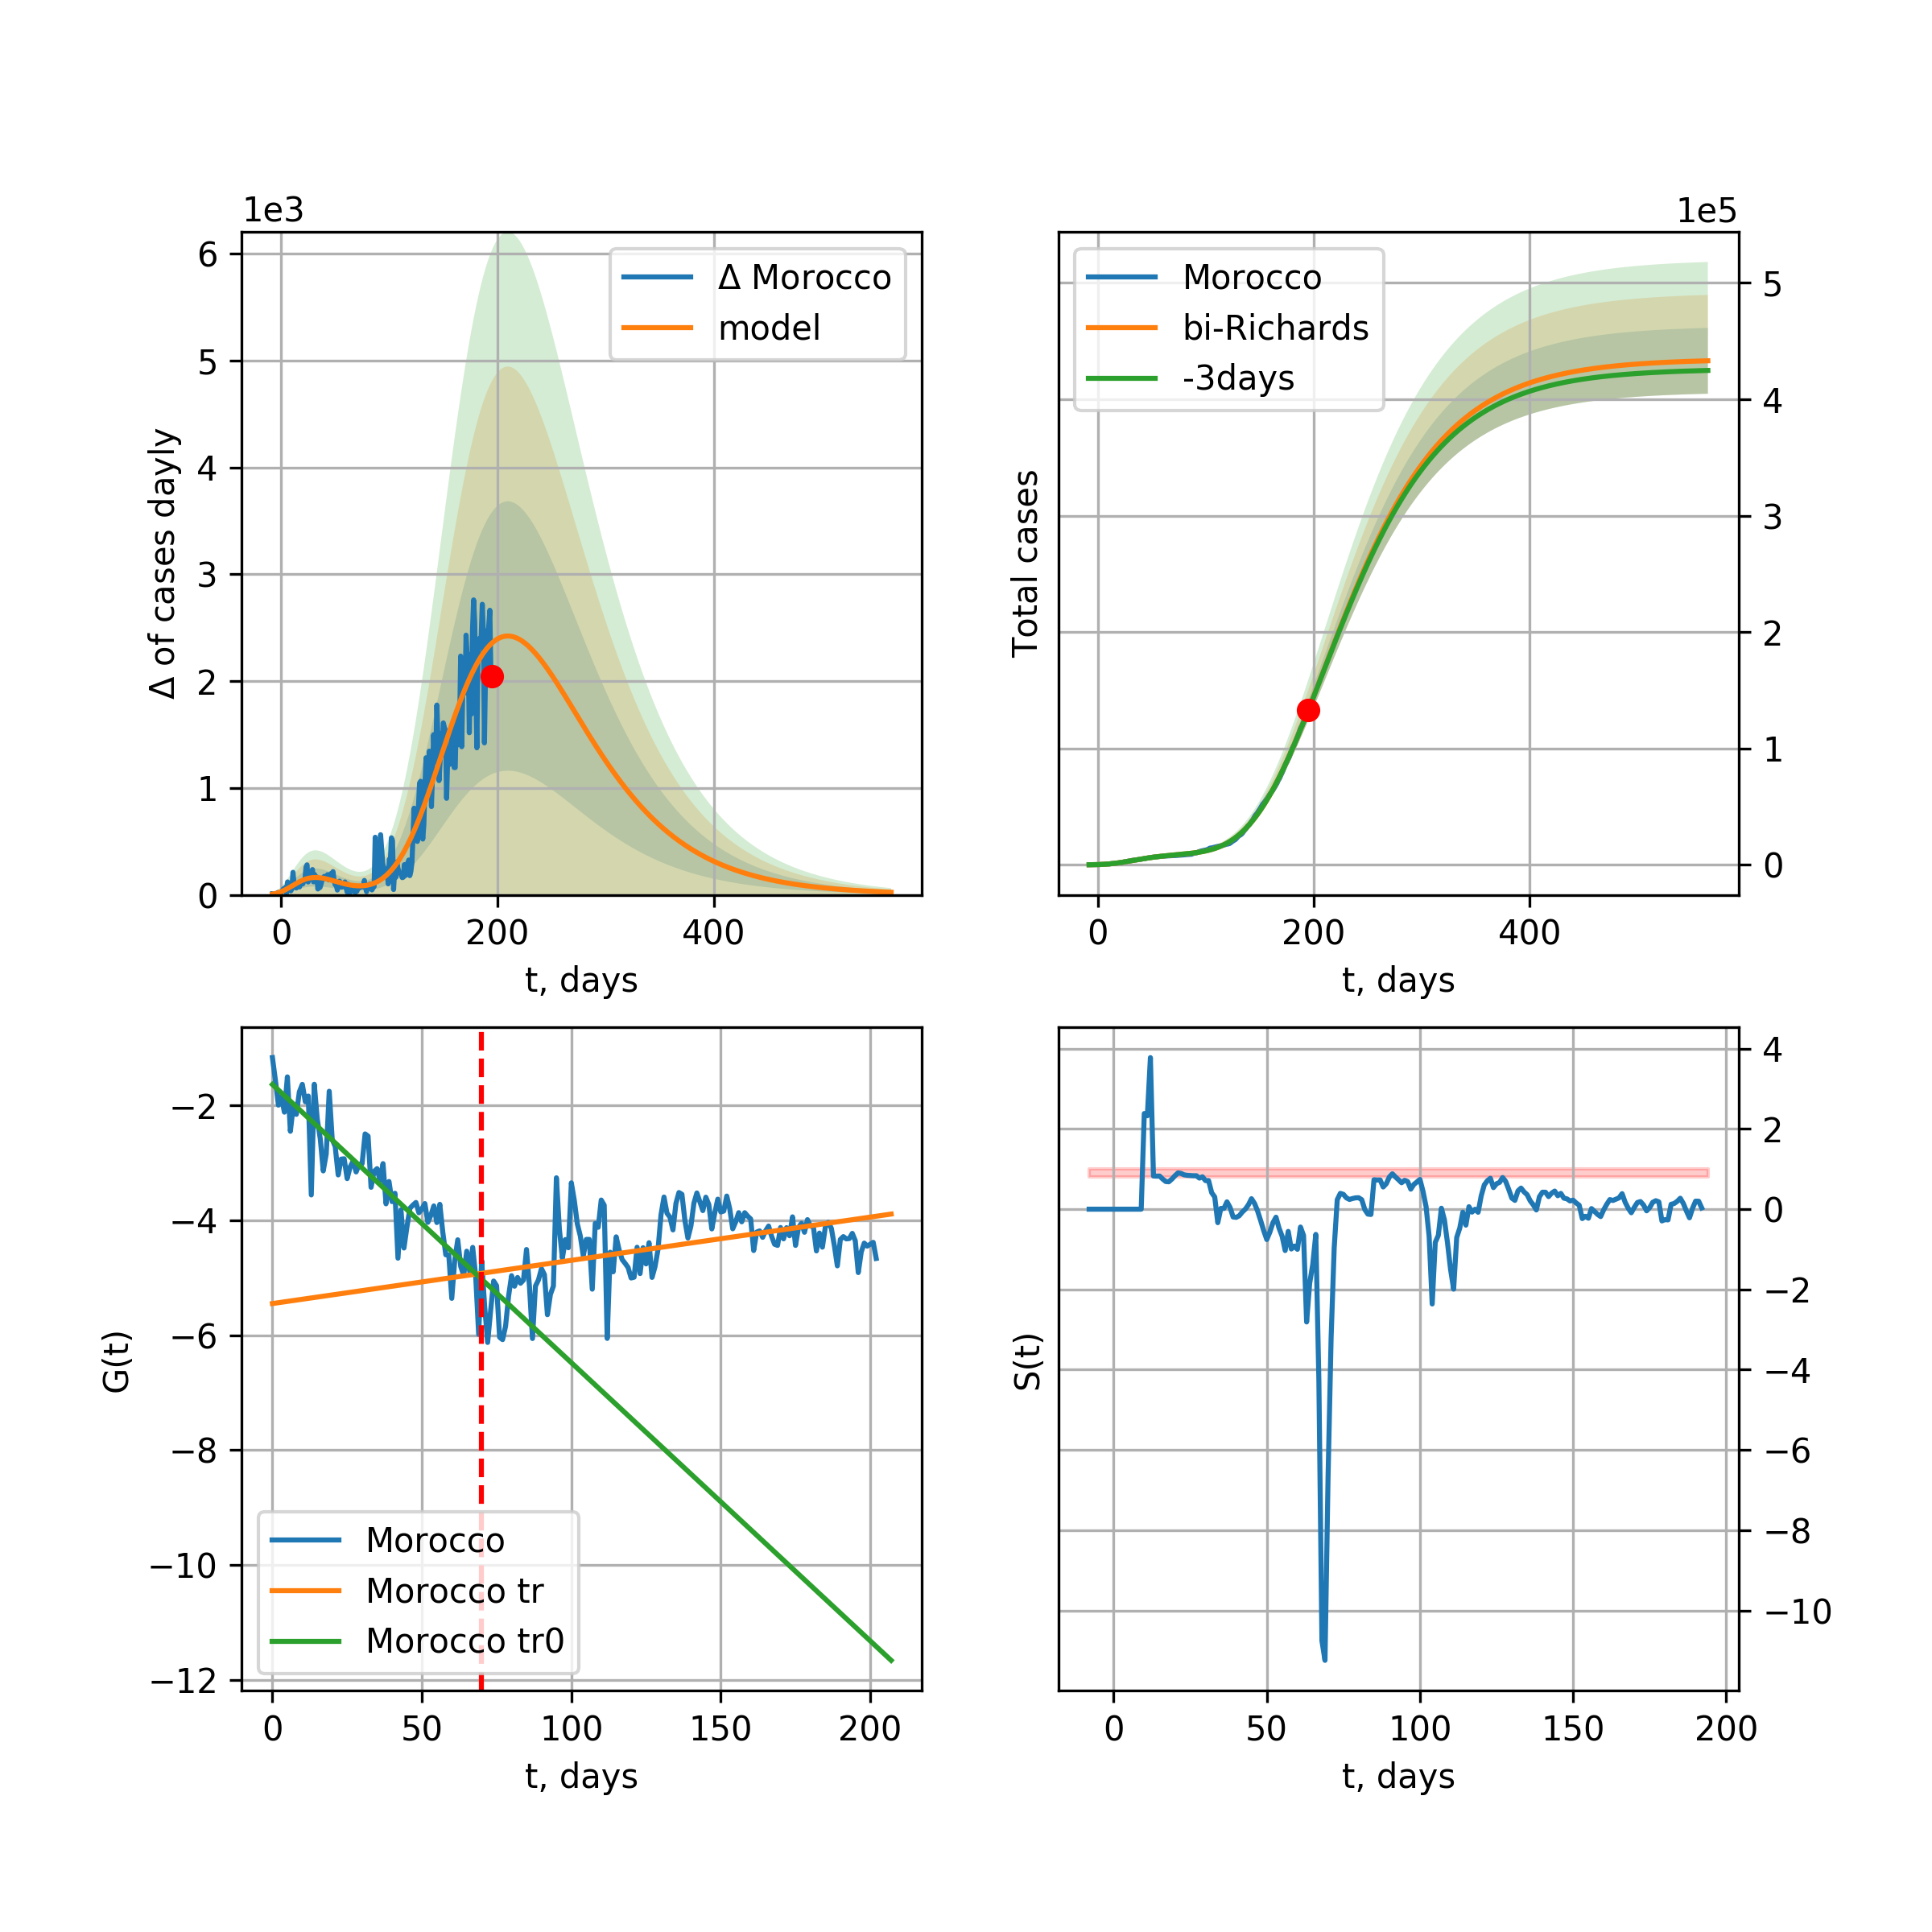 1e3
6
5
4
3
2
1
0
Δ of cases dayly
Δ Morocco
model
0 200 400
t, days
1e5
5
4
3
2
1
0
Total cases
Morocco
bi-Richards
-3days
0 200 400
t, days
−2
−4
−6
−8
−10
−12
G(t)
Morocco
Morocco tr
Morocco tr0
0 50 100 150 200
t, days
4
2
0
−2
−4
−6
−8
−10
S(t)
0 50 100 150 200
t, days